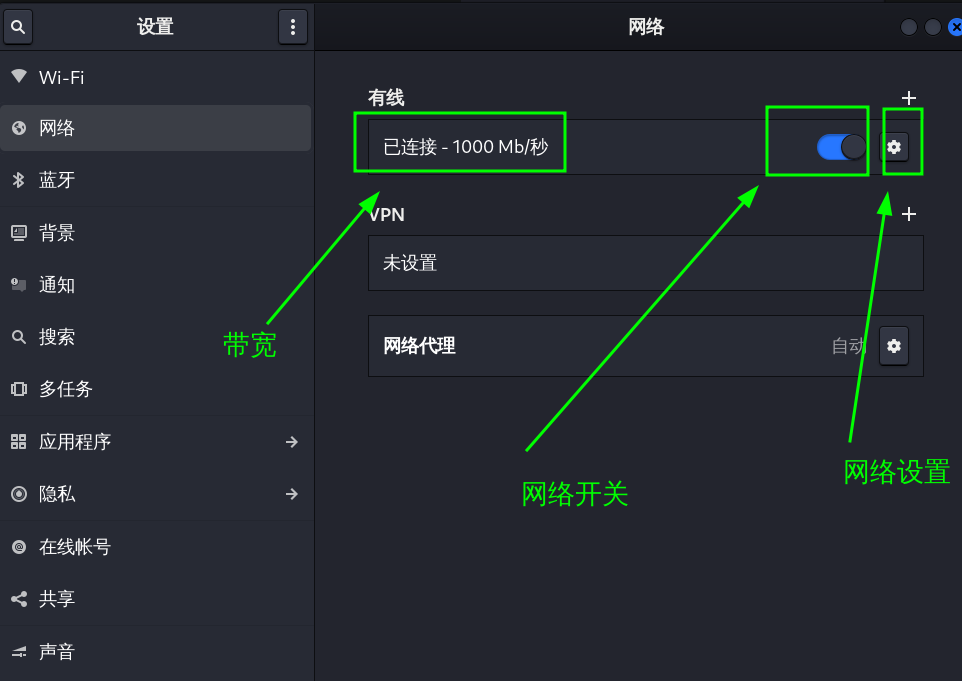 设置
网络
Wi-Fi
网络
蓝牙
背景
通知
搜索
多任务
应用程序
隐私
在线帐号
共享
声音
有线
已连接 - 1000 Mb/秒
VPN
未设置
网络代理
自动
带宽
网络开关
网络设置